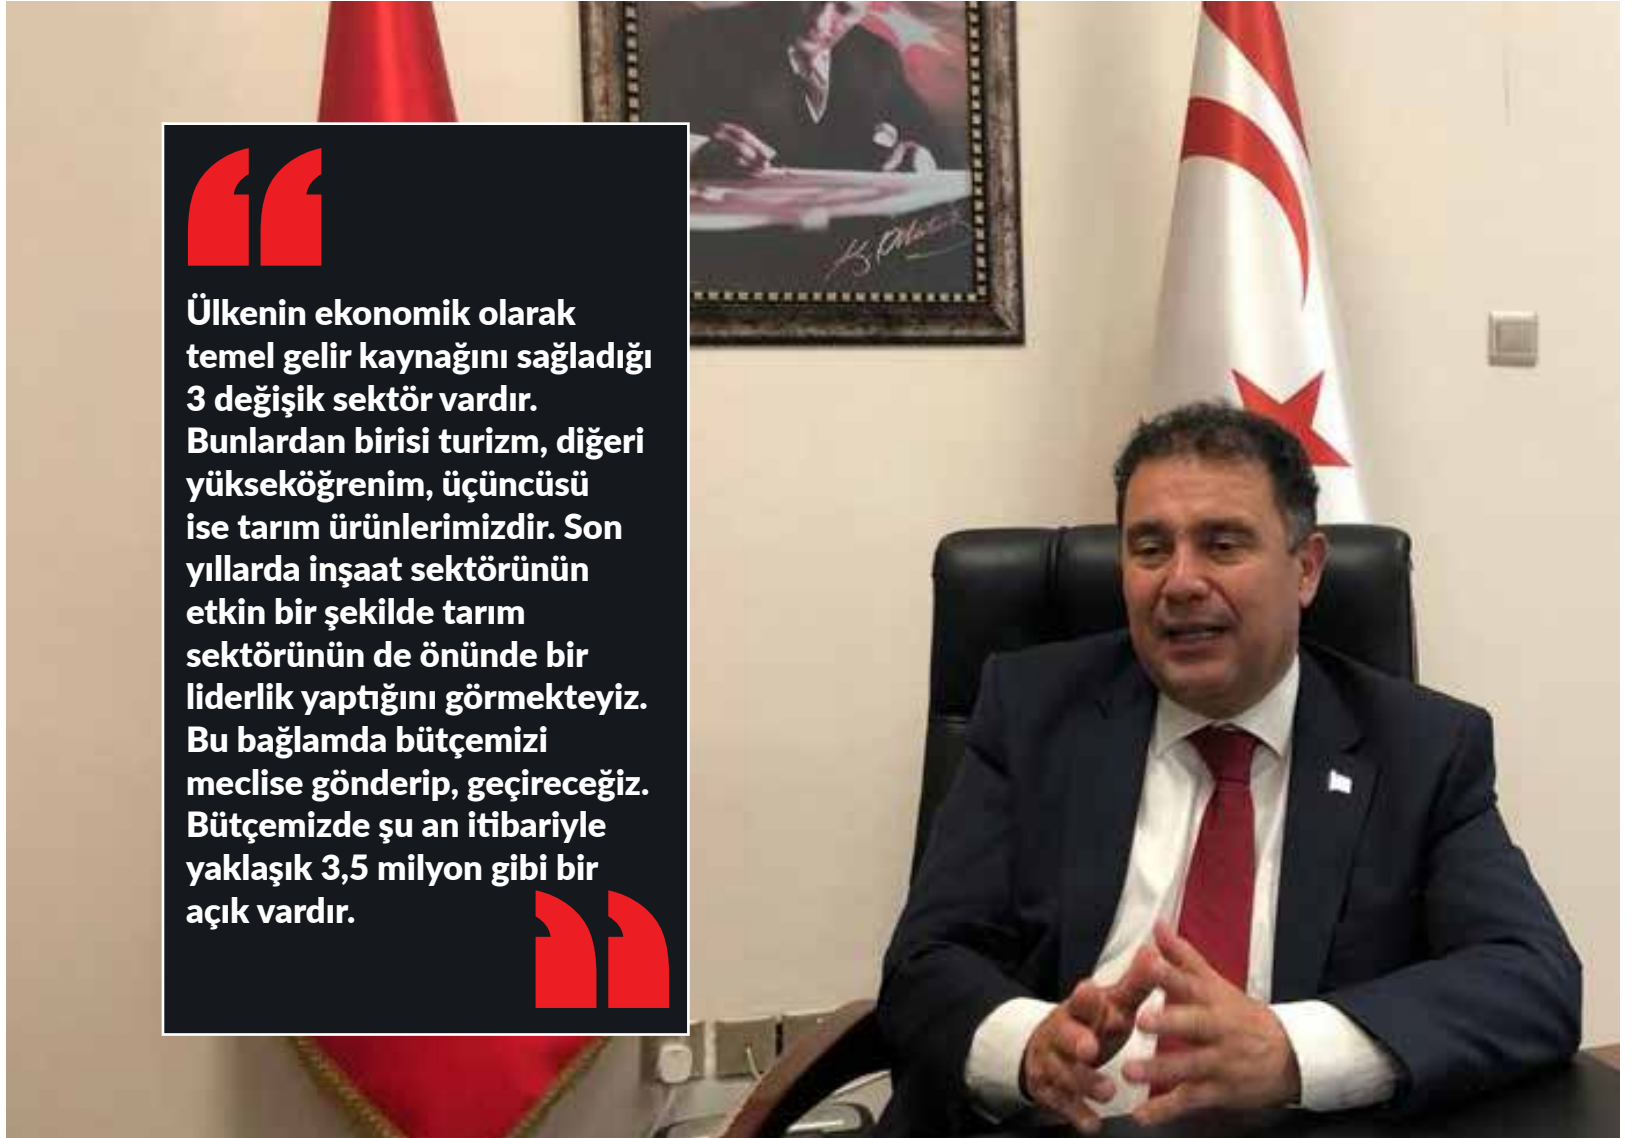 Ülkenin ekonomik olarak
temel gelir kaynağını sağladığı
3 değişik sektör vardır.
Bunlardan birisi turizm, diğeri
yükseköğrenim, üçüncüsü
ise tarım ürünlerimizdir. Son
yıllarda inşaat sektörünün
etkin bir şekilde tarım
sektörünün de önünde bir
liderlik yaptığını görmekteyiz.
Bu bağlamda bütçemizi
meclise gönderip, geçireceğiz.
Bütçemizde şu an itibariyle
yaklaşık 3,5 milyon gibi bir
açık vardır.